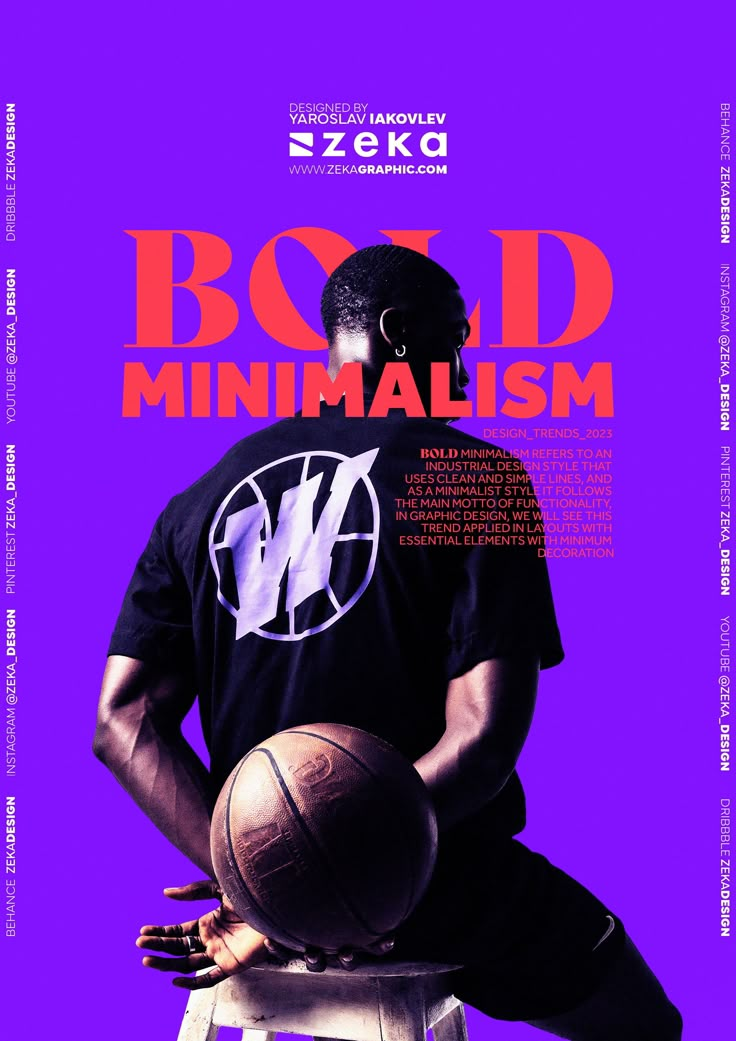 DESIGNED BY
YAROSLAV IAKOVLEV
zeka
WWW.ZEKAGRAPHIC.COM
BOLD
MINIMALISM
DESIGN_TRENDS_2023
BOLD MINIMALISM REFERS TO AN
INDUSTRIAL DESIGN STYLE THAT
USES CLEAN AND SIMPLE LINES, AND
AS A MINIMALIST STYLE IT FOLLOWS
THE MAIN MOTTO OF FUNCTIONALITY,
IN GRAPHIC DESIGN, WE WILL SEE THIS
TREND APPLIED IN LAYOUTS WITH
ESSENTIAL ELEMENTS WITH MINIMUM
DECORATION
W
BEHANCE ZEKADESIGN
INSTAGRAM @ZEKA_DESIGN
PINTEREST ZEKA_DESIGN
YOUTUBE @ZEKA_DESIGN
DRIBBBLE ZEKADESIGN
BEHANCE ZEKADESIGN
INSTAGRAM @ZEKA_DESIGN
PINTEREST ZEKA_DESIGN
YOUTUBE @ZEKA_DESIGN
DRIBBBLE ZEKADESIGN